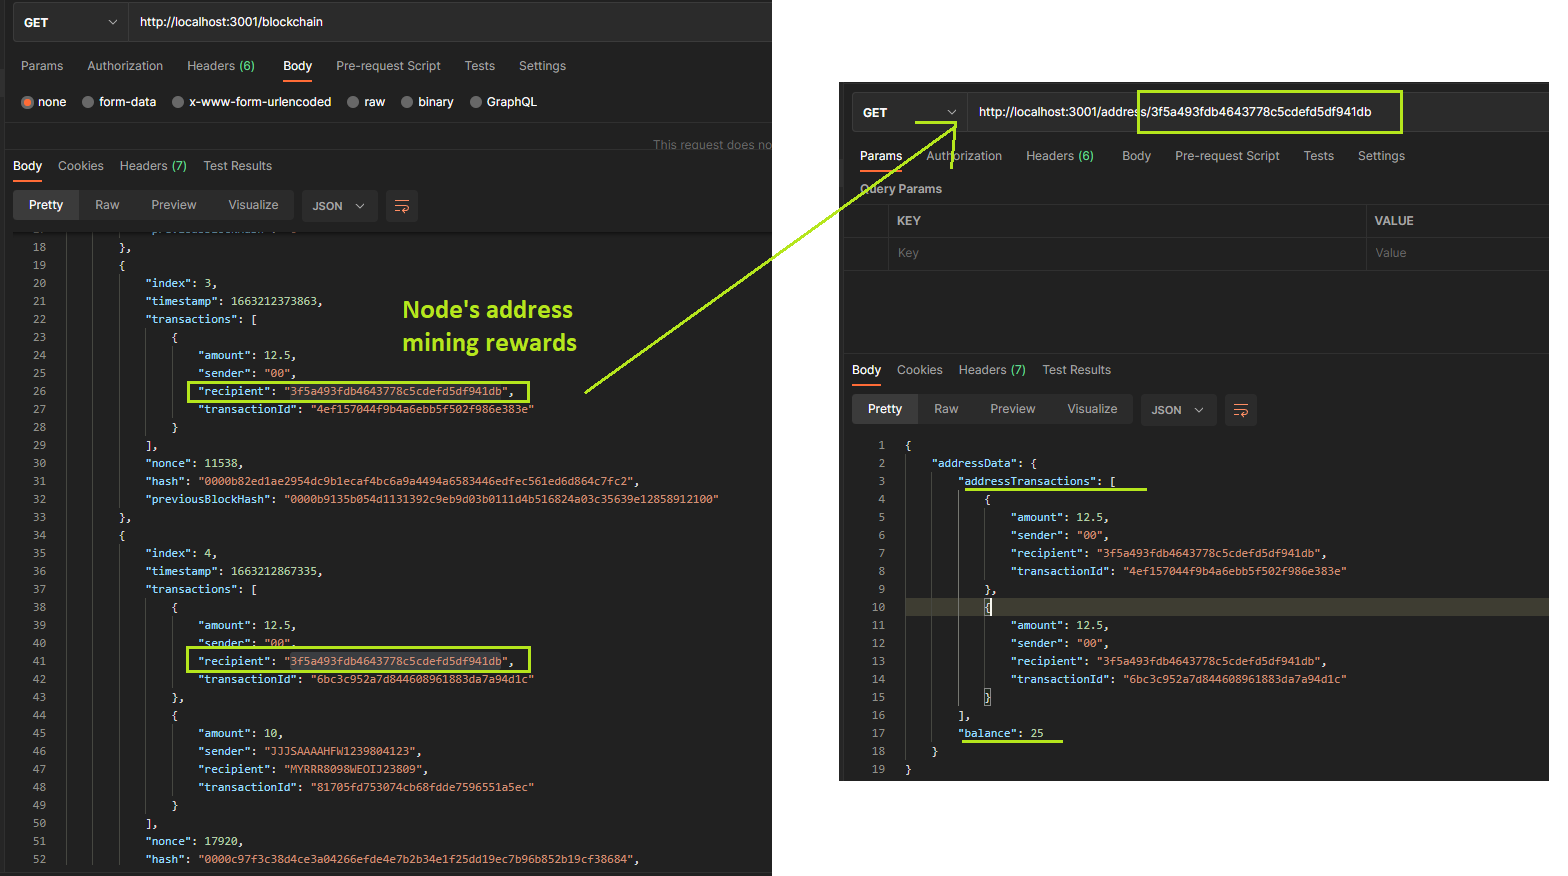 GET
http://localhost:3001/blockchain
Params Authorization Headers (6) Body Pre-request Script Tests Settings
none form-data x-www-form-urlencoded raw binary GraphQL
This request does no
Body Cookies Headers (7) Test Results
Pretty Raw Preview Visualize JSON
18 },
19 {
20 "index": 3,
21 "timestamp": 1663212373863,
22 "transactions": [
23 {
24 "amount": 12.5,
25 "sender": "00",
26 "recipient": "3f5a493fdb4643778c5cdefd5df941db",
27 "transactionId": "4ef157044f9b4a6ebb5f502f986e383e"
28 }
29 ],
30 "nonce": 11538,
31 "hash": "0000b82ed1ae2954dc9b1ecaf4bc6a9a4494a6583446edfec561ed6d864c7fc2",
32 "previousBlockHash": "0000b9135b054d1131392c9eb9d03b0111d4b516824a03c35639e12858912100"
33 },
34 {
35 "index": 4,
36 "timestamp": 1663212867335,
37 "transactions": [
38 {
39 "amount": 12.5,
40 "sender": "00",
41 "recipient": "3f5a493fdb4643778c5cdefd5df941db",
42 "transactionId": "6bc3c952a7d844608961883da7a94d1c"
43 },
44 {
45 "amount": 10,
46 "sender": "JJJSAAAAHFW1239804123",
47 "recipient": "MYRRR8098WEOIJ23809",
48 "transactionId": "81705fd753074cb68fdde7596551a5ec"
49 }
50 ],
51 "nonce": 17920,
52 "hash": "0000c97f3c38d4ce3a04266efde4e7b2b34e1f25dd19ec7b96b852b19cf38684",
Node's address
mining rewards
GET
http://localhost:3001/address/3f5a493fdb4643778c5cdefd5df941db
Params Authorization Headers (6) Body Pre-request Script Tests Settings
Query Params
KEY VALUE
Key Value
Body Cookies Headers (7) Test Results
Pretty Raw Preview Visualize JSON
1 {
2 "addressData": {
3 "addressTransactions": [
4 {
5 "amount": 12.5,
6 "sender": "00",
7 "recipient": "3f5a493fdb4643778c5cdefd5df941db",
8 "transactionId": "4ef157044f9b4a6ebb5f502f986e383e"
9 },
10 {
11 "amount": 12.5,
12 "sender": "00",
13 "recipient": "3f5a493fdb4643778c5cdefd5df941db",
14 "transactionId": "6bc3c952a7d844608961883da7a94d1c"
15 }
16 ],
17 "balance": 25
18 }
19 }